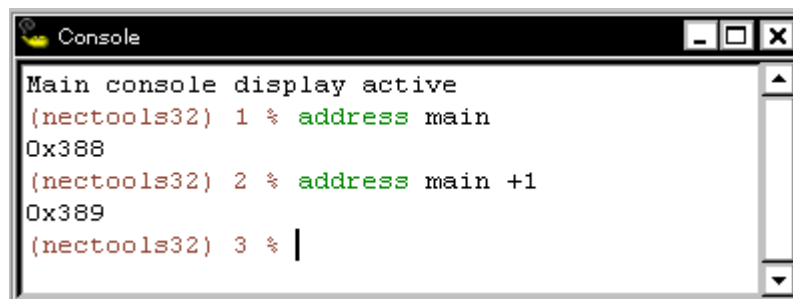 Console
Main console display active
(nectools32) 1 % address main
0x388
(nectools32) 2 % address main +1
0x389
(nectools32) 3 %